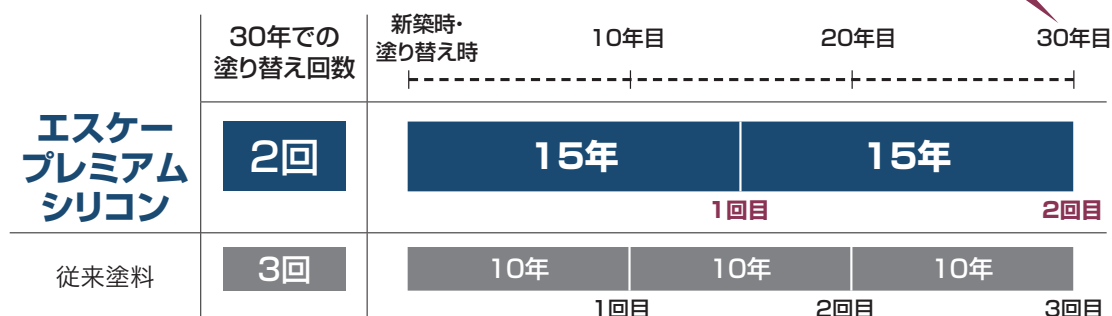 30年での
塗り替え回数
新築時・
塗り替え時
10年目
20年目
30年目
エスケー
プレミアム
シリコン
2回
15年
15年
1回目
2回目
従来塗料
3回
10年
10年
10年
1回目
2回目
3回目